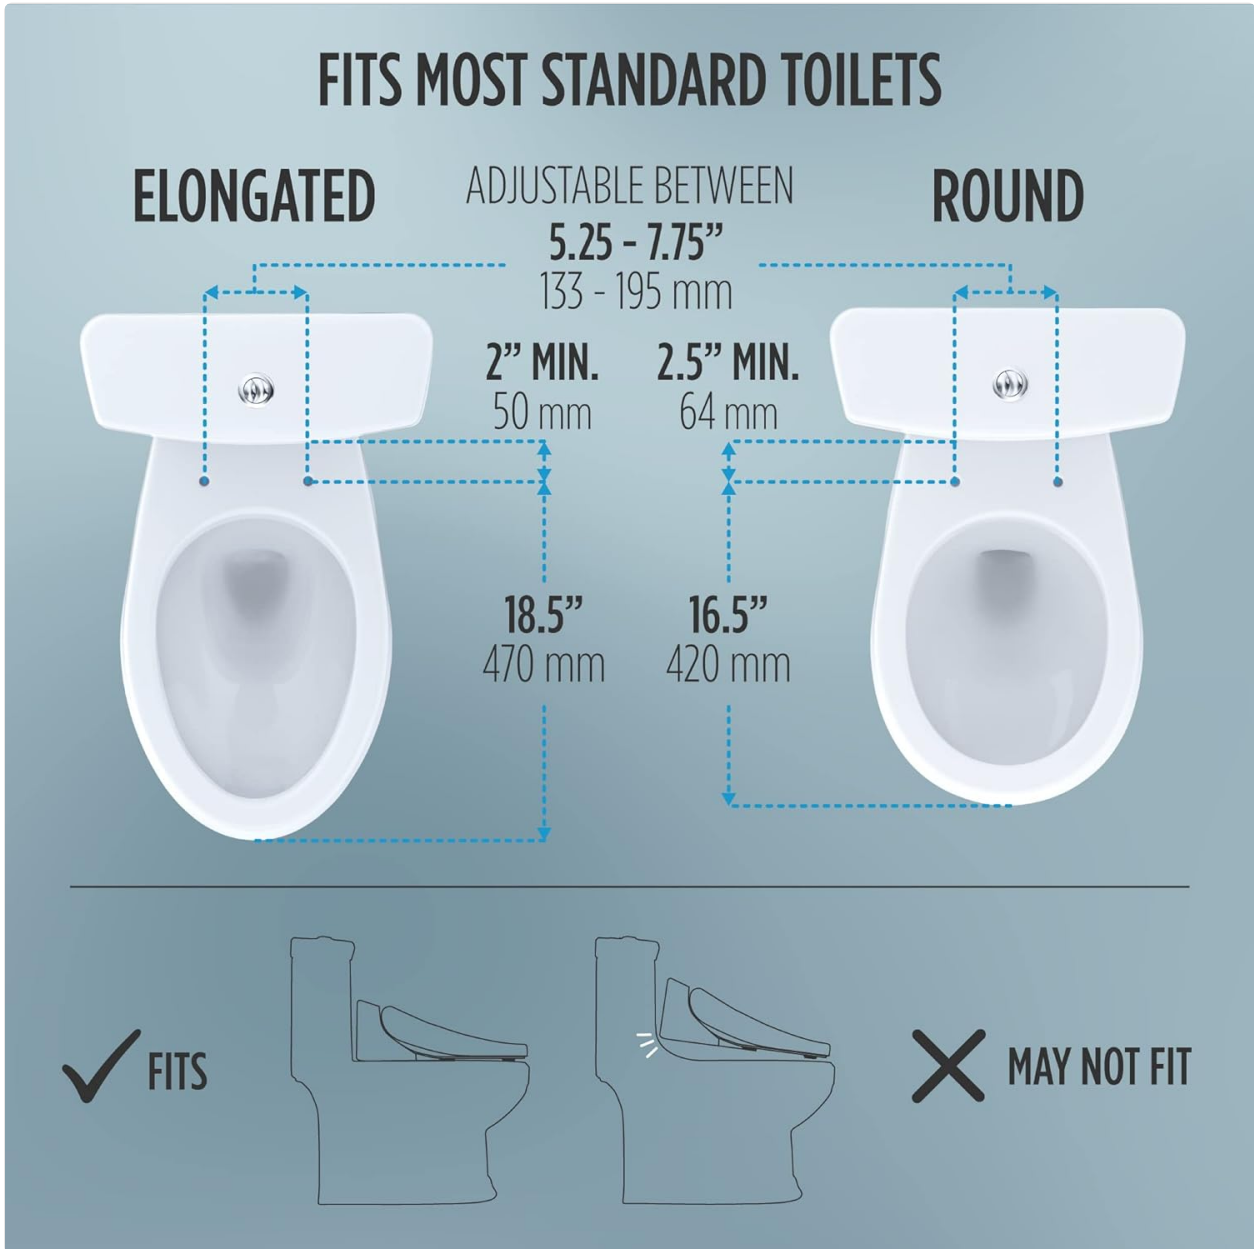 FITS MOST STANDARD TOILETS
ELONGATED
ADJUSTABLE BETWEEN
5.25 - 7.75”
133 - 195 mm
ROUND
2” MIN.
50 mm
2.5” MIN.
64 mm
18.5”
470 mm
16.5”
420 mm
FITS
MAY NOT FIT